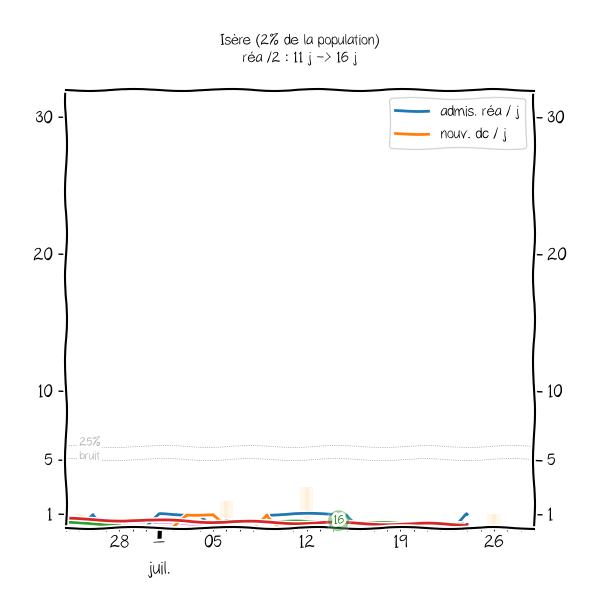 Isère (2% de la population)
réa /2 : 11 j -> 16 j
admis. réa / j
nouv. dc / j
30 30
20 20
10 10
25%
bruit
5 5
16
1 1
28 1 05 12 19 26
juil.